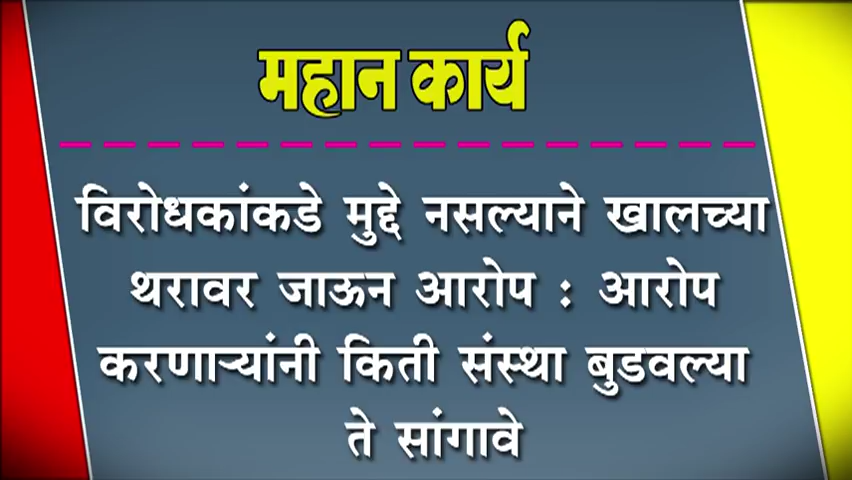 महान कार्य
विरोधकांकडे मुद्दे नसल्याने खालच्या
थरावर जाऊन आरोप : आरोप
करणाऱ्यांनी किती संस्था बुडवल्या
ते सांगावे